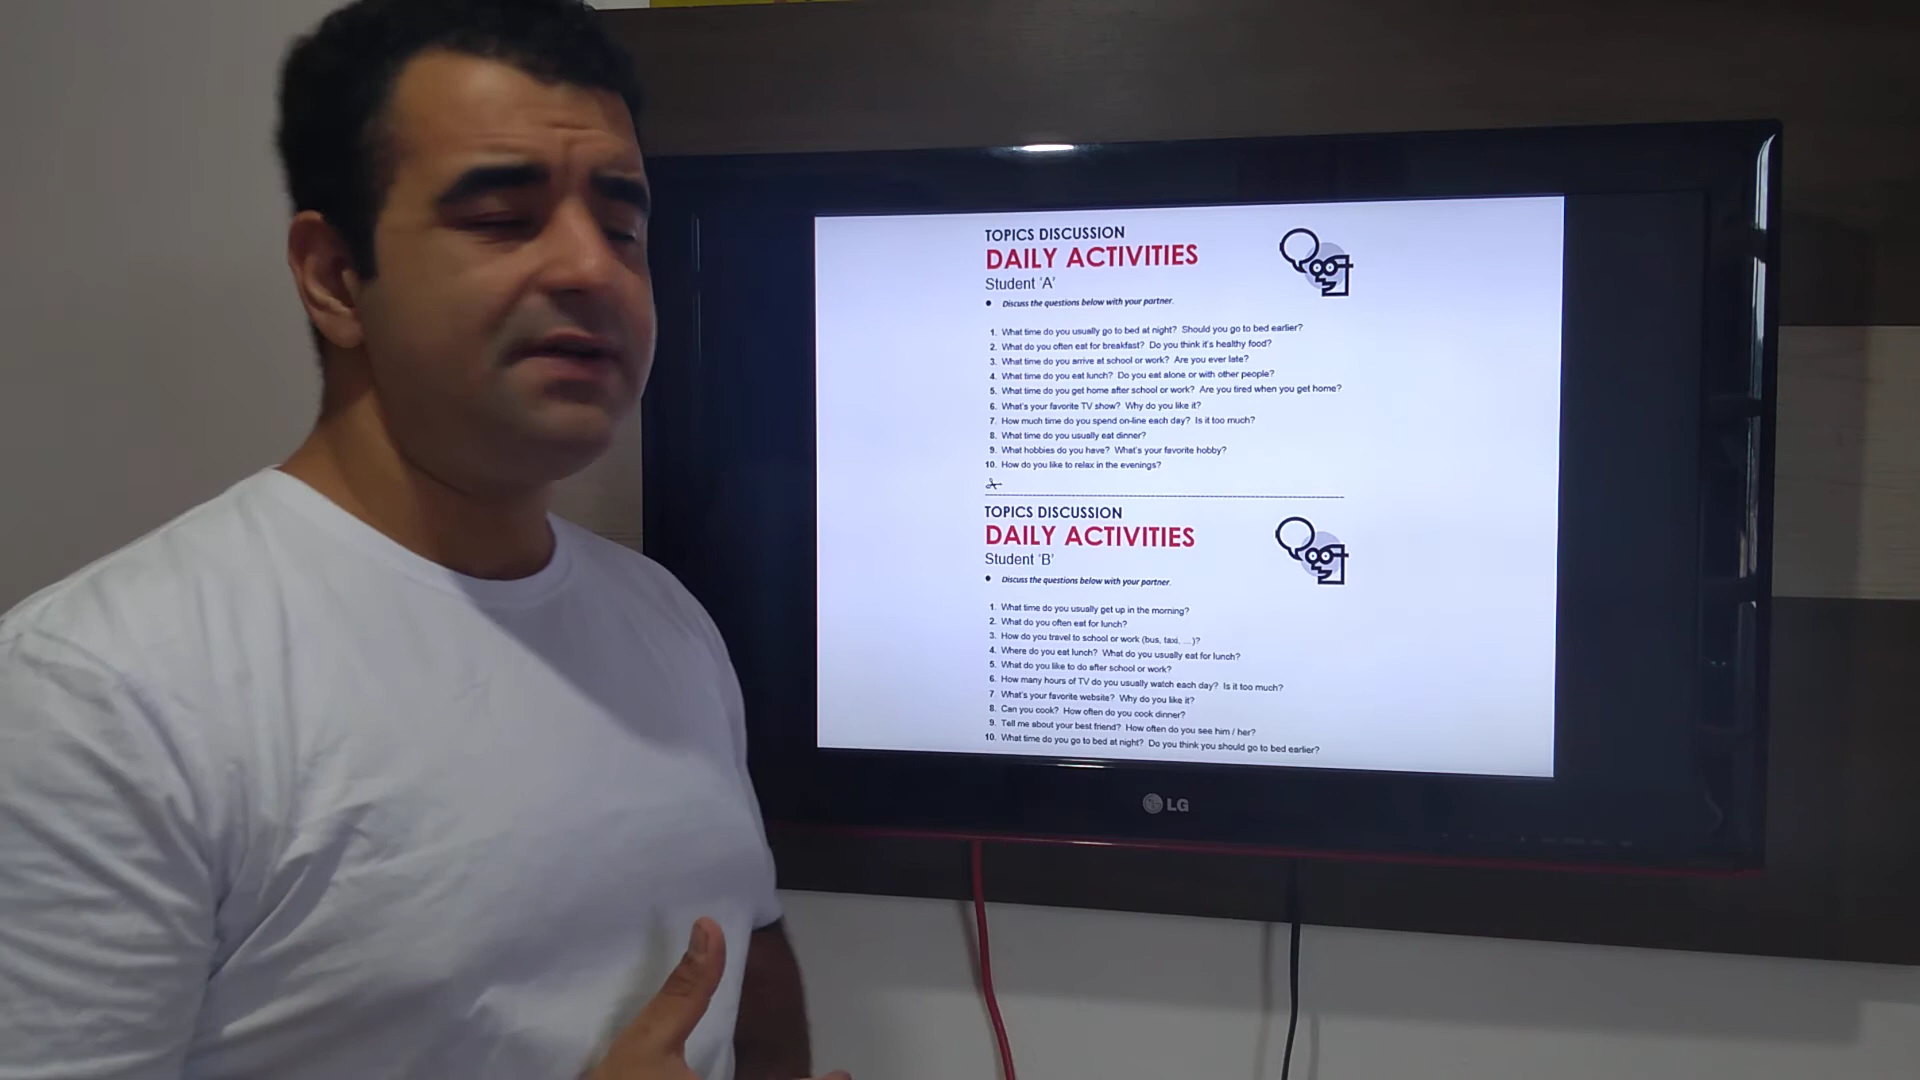 TOPICS DISCUSSION
DAILY ACTIVITIES
Student 'A'
• Discuss the questions below with your partner.
1. What time do you usually go to bed at night? Should you go to bed earlier?
2. What do you often eat for breakfast? Do you think it's healthy food?
3. What time do you arrive at school or work? Are you ever late?
4. What time do you eat lunch? Do you eat alone or with other people?
5. What time do you get home after school or work? Are you tired when you get home?
6. What's your favorite TV show? Why do you like it?
7. How much time do you spend on-line each day? Is it too much?
8. What time do you usually eat dinner?
9. What hobbies do you have? What's your favorite hobby?
10. How do you like to relax in the evenings?
TOPICS DISCUSSION
DAILY ACTIVITIES
Student 'B'
• Discuss the questions below with your partner.
1. What time do you usually get up in the morning?
2. What do you often eat for lunch?
3. How do you travel to school or work (bus, taxi, ...)?
4. Where do you eat lunch? What do you usually eat for lunch?
5. What do you like to do after school or work?
6. How many hours of TV do you usually watch each day? Is it too much?
7. What's your favorite website? Why do you like it?
8. Can you cook? How often do you cook dinner?
9. Tell me about your best friend? How often do you see him / her?
10. What time do you go to bed at night? Do you think you should go to bed earlier?
LG